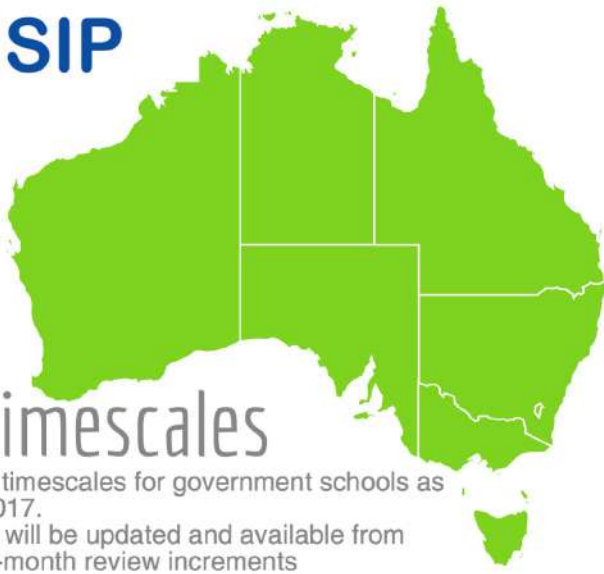 SIP
imescales
timescales for government schools as
017.
will be updated and available from
-month review increments